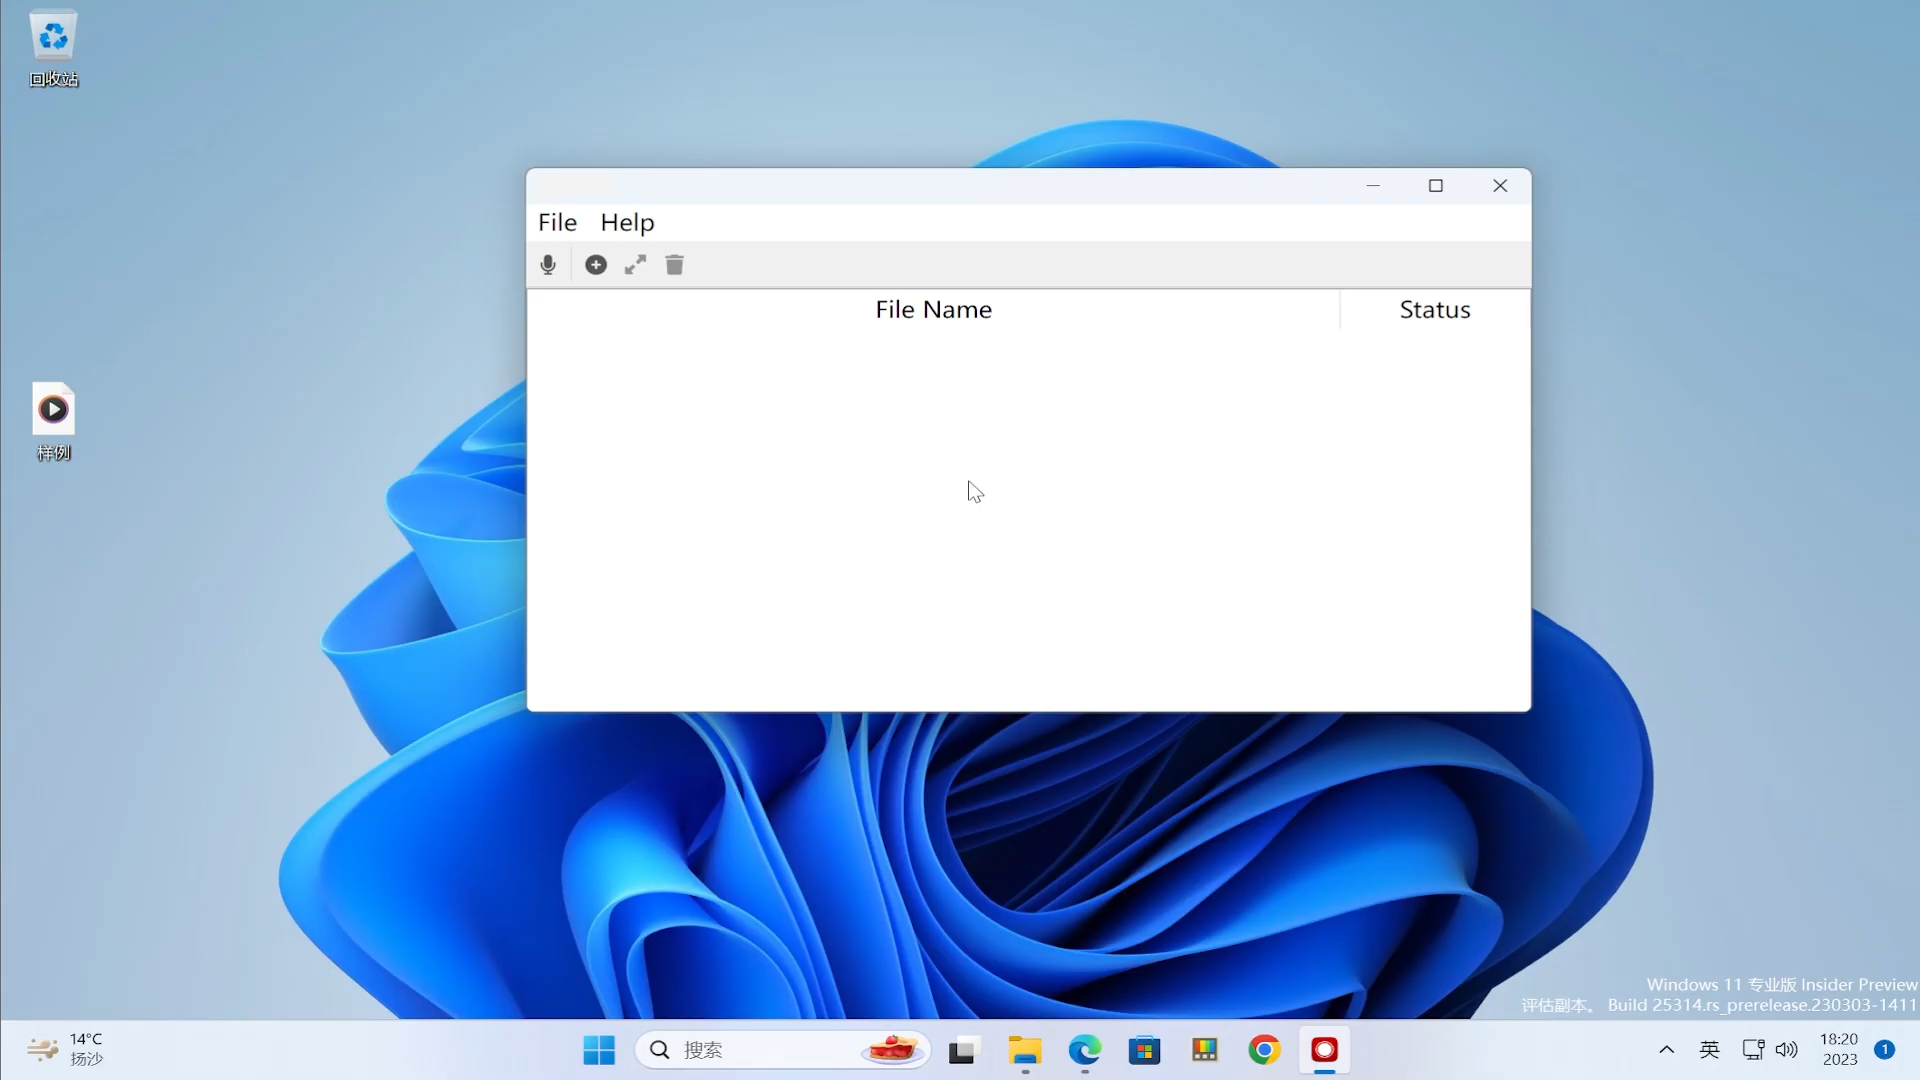 回收站
File Help
File Name Status
样例
Windows 11 专业版 Insider Preview
评估副本。 Build 25314.rs_prerelease.230303-1411
14°C
扬沙
搜索
英
18:20
2023
1